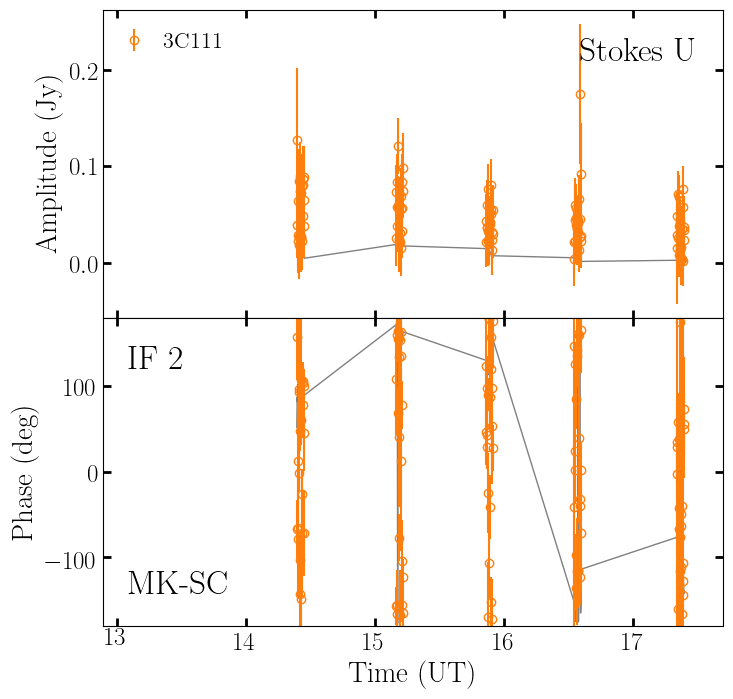 3C111
Stokes U
0.2
0.1
0.0
Amplitude (Jy)
IF 2
100
0
−100
Phase (deg)
MK-SC
13 14 15 16 17
Time (UT)